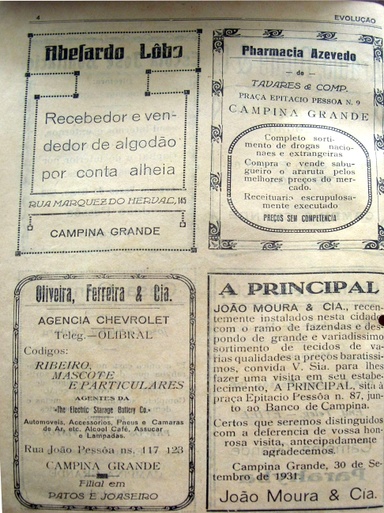 4
EVOLUÇÃO
Abelardo Lôbo
Recebedor e ven-
dedor de algodão
por conta alheia
RUA MARQUEZ DO HERVAL, 115
CAMPINA GRANDE
Pharmacia Azevedo
— de —
TAVARES & COMP.
PRAÇA EPITACIO PESSOA N. 9
CAMPINA GRANDE
Completo sorti-
mento de drogas nacio-
naes e extrangeiras
Compra e vende sabu-
gueiro o araruta pelos
melhores preços do mer-
cado.
Receituario escrupulosa-
mente executado
PREÇOS SEM COMPETENCIA
Oliveira, Ferreira & Cia.
AGENCIA CHEVROLET
Teleg.—OLIBRAL
Codigos:
RIBEIRO,
MASCOTE
E PARTICULARES
AGENTES DA
«The Electric Storage Battery Co.»
Automoveis, Accessorios, Pneus e Camaras
de Ar, etc. Alcool Café, Assucar
e Lampadas.
Rua João Pessôa ns. 117 123
CAMPINA GRANDE
Filial em
PATOS E JOASEIRO
A PRINCIPAL
JOÃO MOURA & CIA., recen-
temente instalados nesta cidade
com o ramo de fazendas e des-
pondo de grande e variadissimo
sortimento de tecidos de va-
rias qualidades a preços baratissi-
mos, convida V. Sia. para lhes
fazer uma visita em seu estabe-
lecimento, A PRINCIPAL, sita á
praça Epitacio Pessôa n. 87, jun-
to ao Banco de Campina.
Certos que seremos distinguidos
com a deferencia de vossa hon-
rosa visita, antecipadamente
agradecemos.
Campina Grande, 30 de Se-
tembro de 1931.
João Moura & Cia.